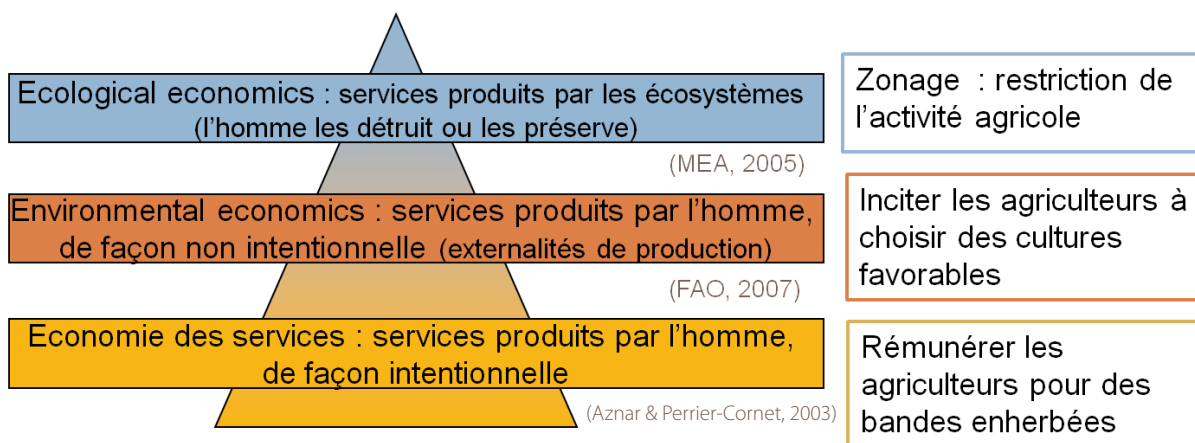 Ecological economics : services produits par les écosystèmes
(l’homme les détruit ou les préserve)
Zonage : restriction de
l’activité agricole
(MEA, 2005)
Environmental economics : services produits par l’homme,
de façon non intentionnelle (externalités de production)
Inciter les agriculteurs à
choisir des cultures
favorables
(FAO, 2007)
Economie des services : services produits par l’homme,
de façon intentionnelle
Rémunérer les
agriculteurs pour des
bandes enherbées
(Aznar & Perrier-Cornet, 2003)